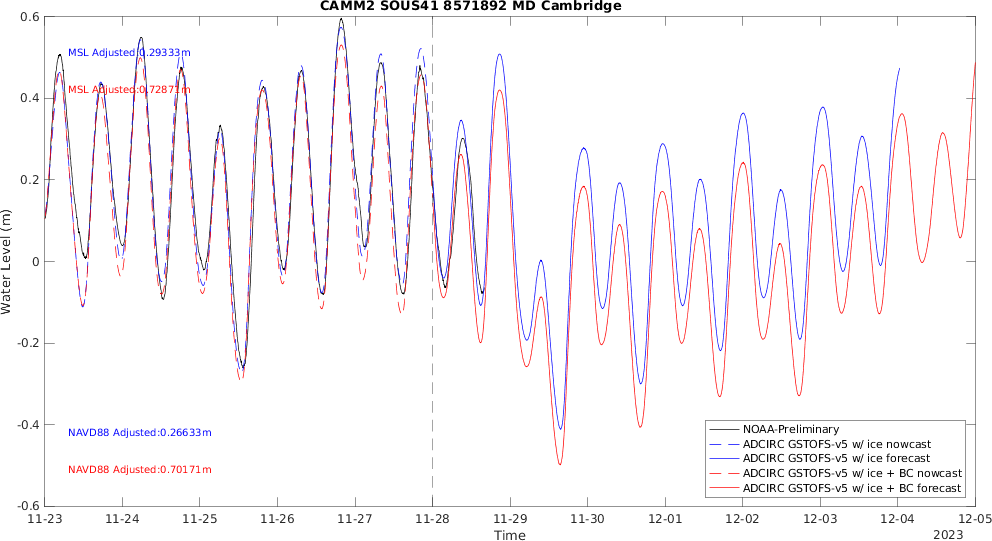 CAMM2 SOUS41 8571892 MD Cambridge
0.6
MSL Adjusted:0.29333m
MSL Adjusted:0.72871m
0.4
0.2
0
-0.2
-0.4
-0.6
Water Level (m)
NAVD88 Adjusted:0.26633m
NAVD88 Adjusted:0.70171m
NOAA-Preliminary
ADCIRC GSTOFS-v5 w/ ice nowcast
ADCIRC GSTOFS-v5 w/ ice forecast
ADCIRC GSTOFS-v5 w/ ice + BC nowcast
ADCIRC GSTOFS-v5 w/ ice + BC forecast
11-23 11-24 11-25 11-26 11-27 11-28 11-29 11-30 12-01 12-02 12-03 12-04 12-05
Time
2023